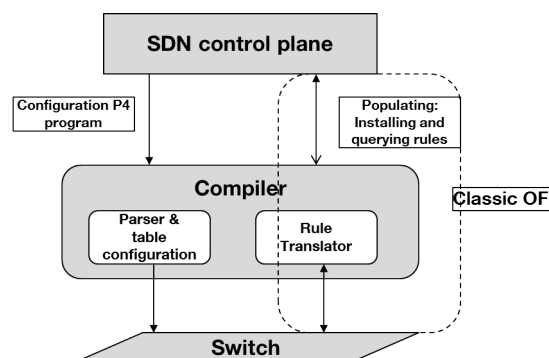 SDN control plane
Configuration P4
program
Populating:
Installing and
querying rules
Classic OF
Compiler
Parser &
table
configuration
Rule
Translator
Switch